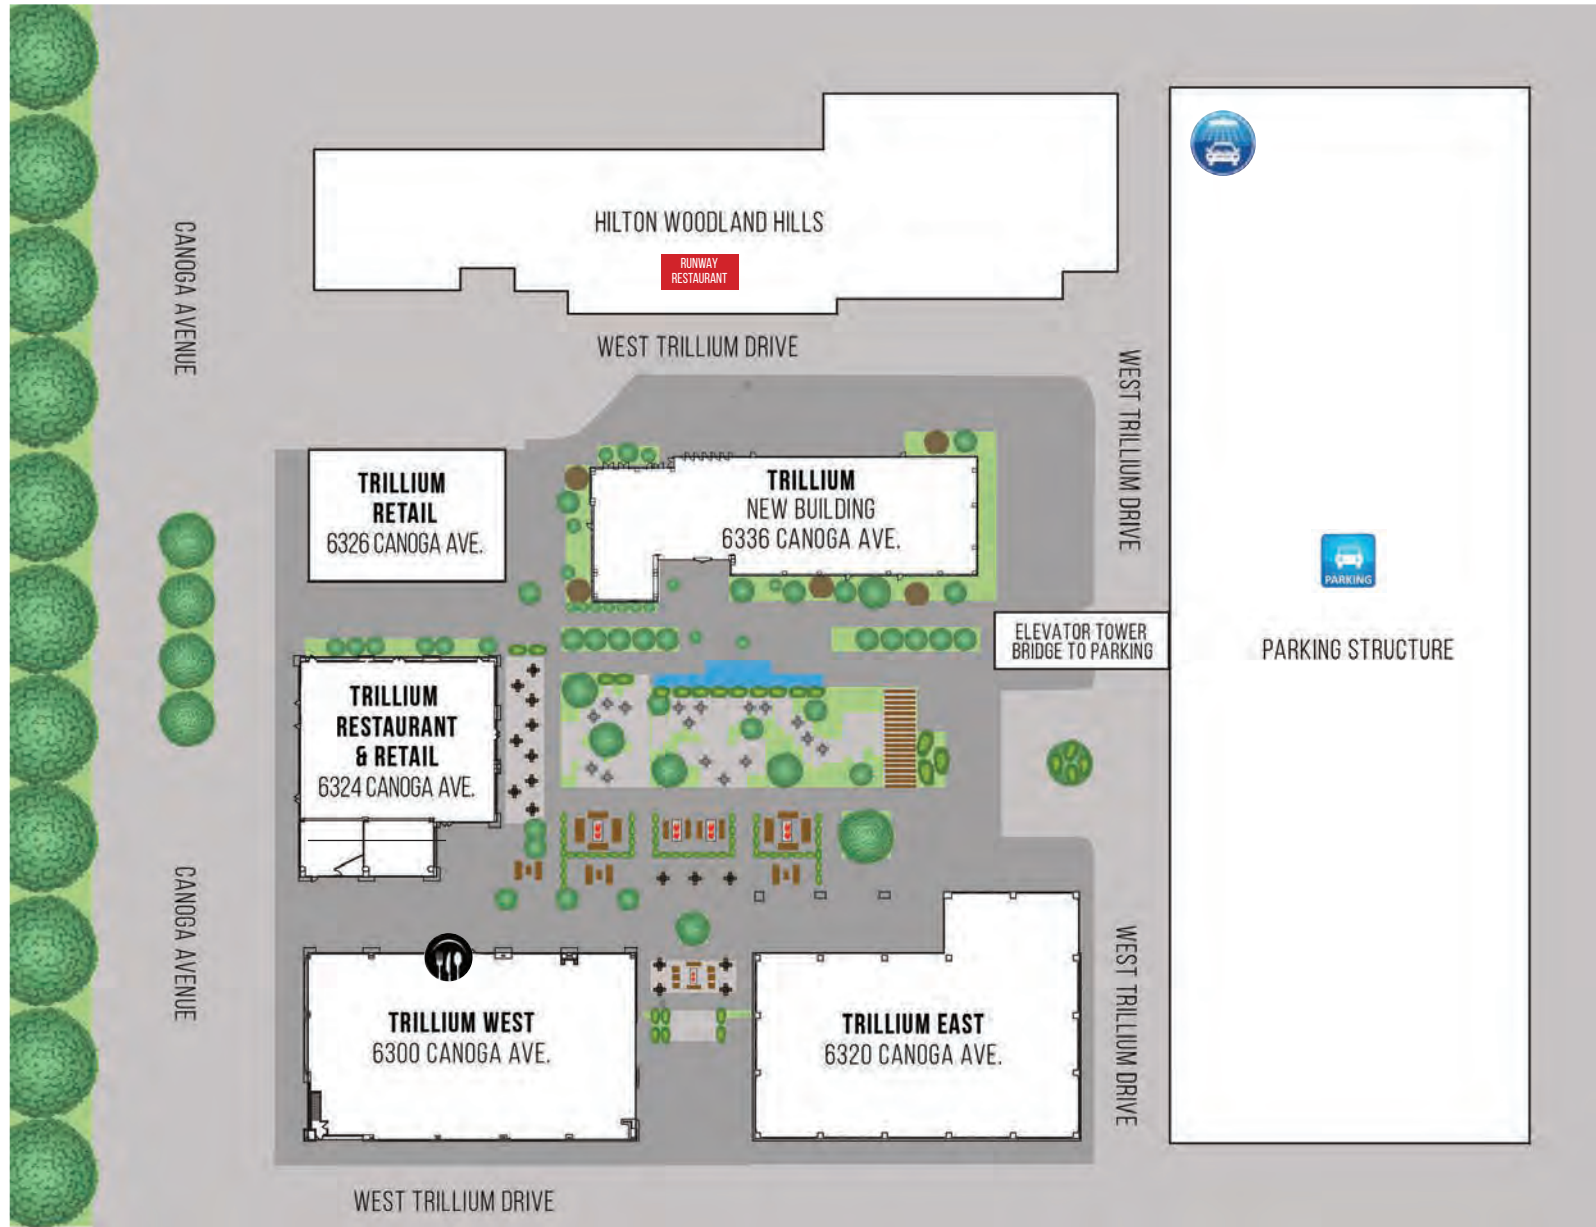 HILTON WOODLAND HILLS
RUNWAY
RESTAURANT
CANOGA AVENUE
WEST TRILLIUM DRIVE
WEST TRILLIUM DRIVE
TRILLIUM
RETAIL
6326 CANOGA AVE.
TRILLIUM
NEW BUILDING
6336 CANOGA AVE.
PARKING
ELEVATOR TOWER
BRIDGE TO PARKING
PARKING STRUCTURE
TRILLIUM
RESTAURANT
& RETAIL
6324 CANOGA AVE.
CANOGA AVENUE
WEST TRILLIUM DRIVE
TRILLIUM WEST
6300 CANOGA AVE.
TRILLIUM EAST
6320 CANOGA AVE.
WEST TRILLIUM DRIVE